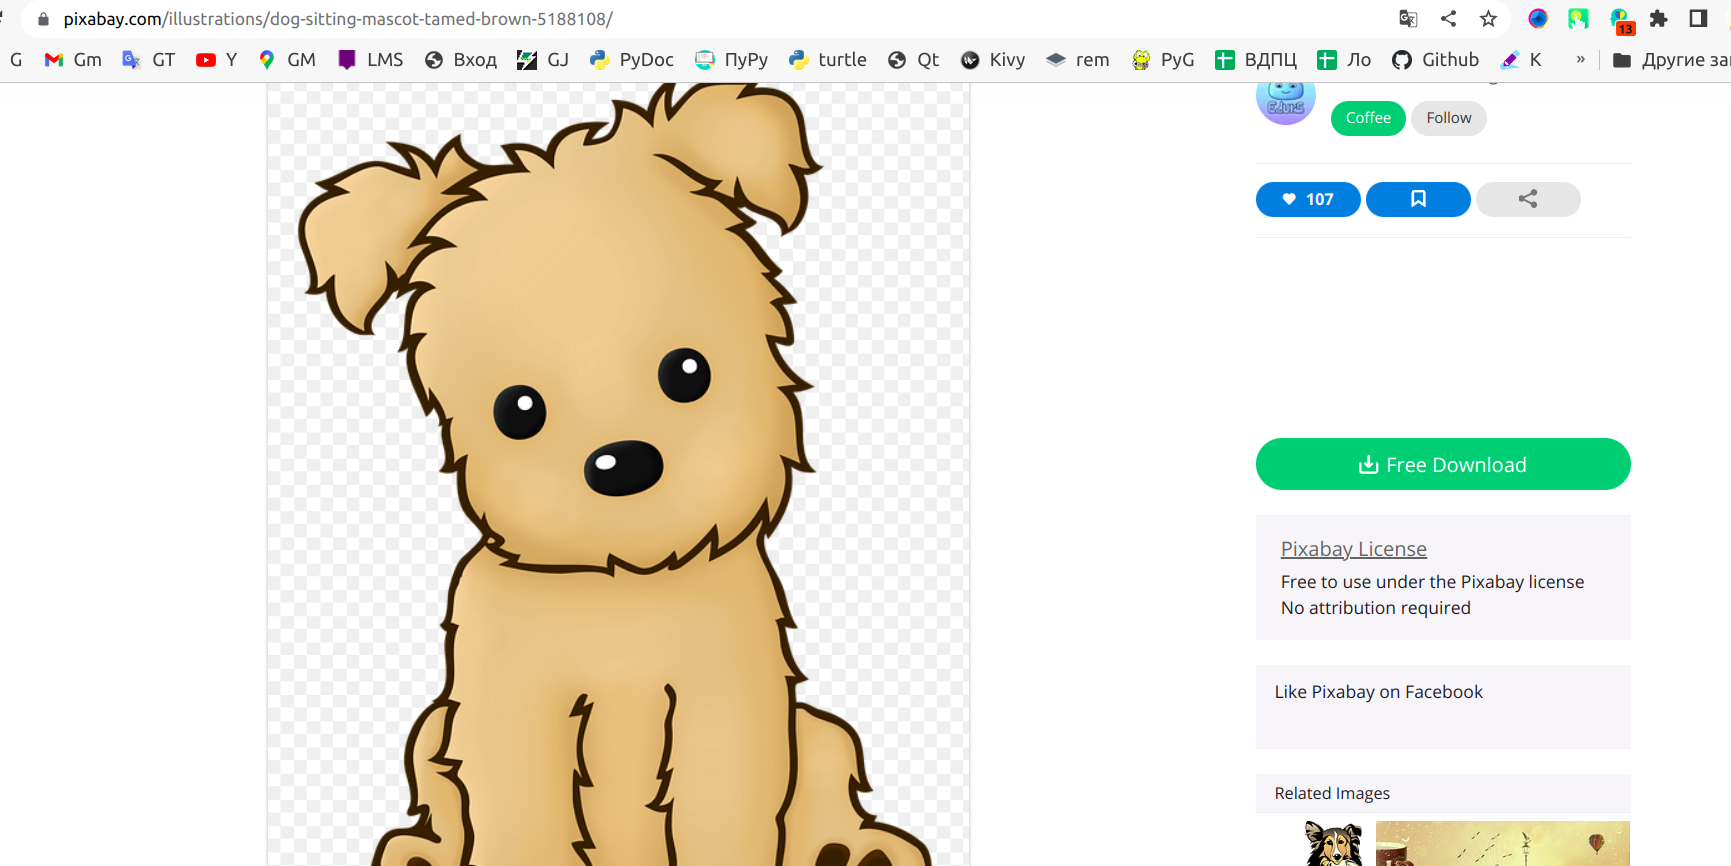 pixabay.com/illustrations/dog-sitting-mascot-tamed-brown-5188108/
13
G Gm GT Y GM LMS Вход GJ PyDoc ПуРу turtle Qt Kivy rem PyG ВДПЦ Ло Github K » Другие за
EJUMG
Coffee Follow
107
Free Download
Pixabay License
Free to use under the Pixabay license
No attribution required
Like Pixabay on Facebook
Related Images